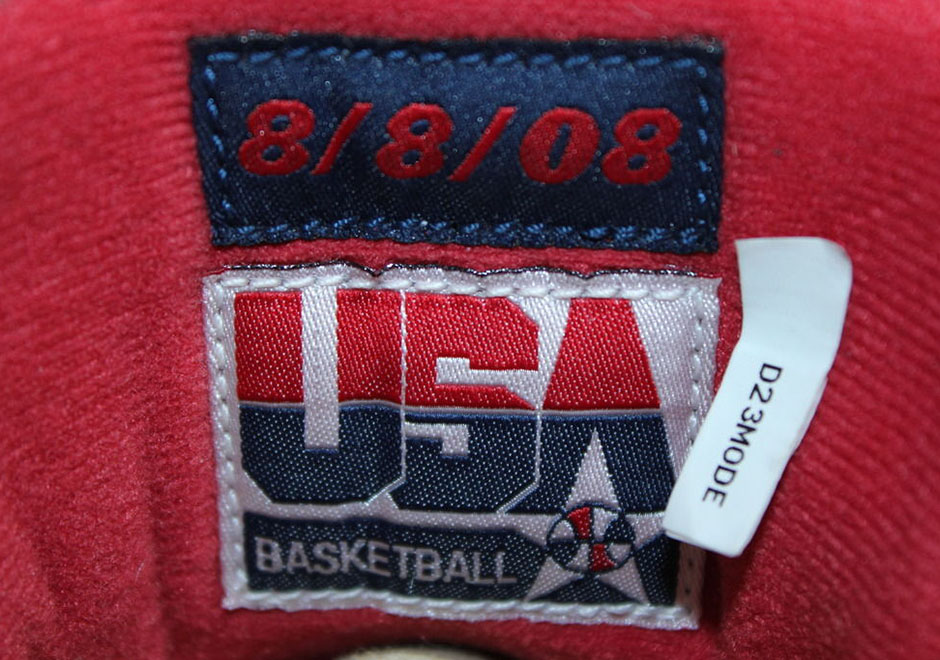 8/8/08
USA
BASKETBALL
D23MODE